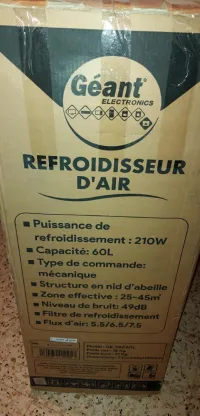 Géant
ELECTRONICS
REFROIDISSEUR
D'AIR
Puissance de
refroidissement : 210W
Capacité: 60L
Type de commande:
mécanique
Structure en nid d'abeille
Zone effective : 25-45m²
Niveau de bruit: 49dB
Filtre de refroidissement
Flux d'air: 5.5/6.5/7.5